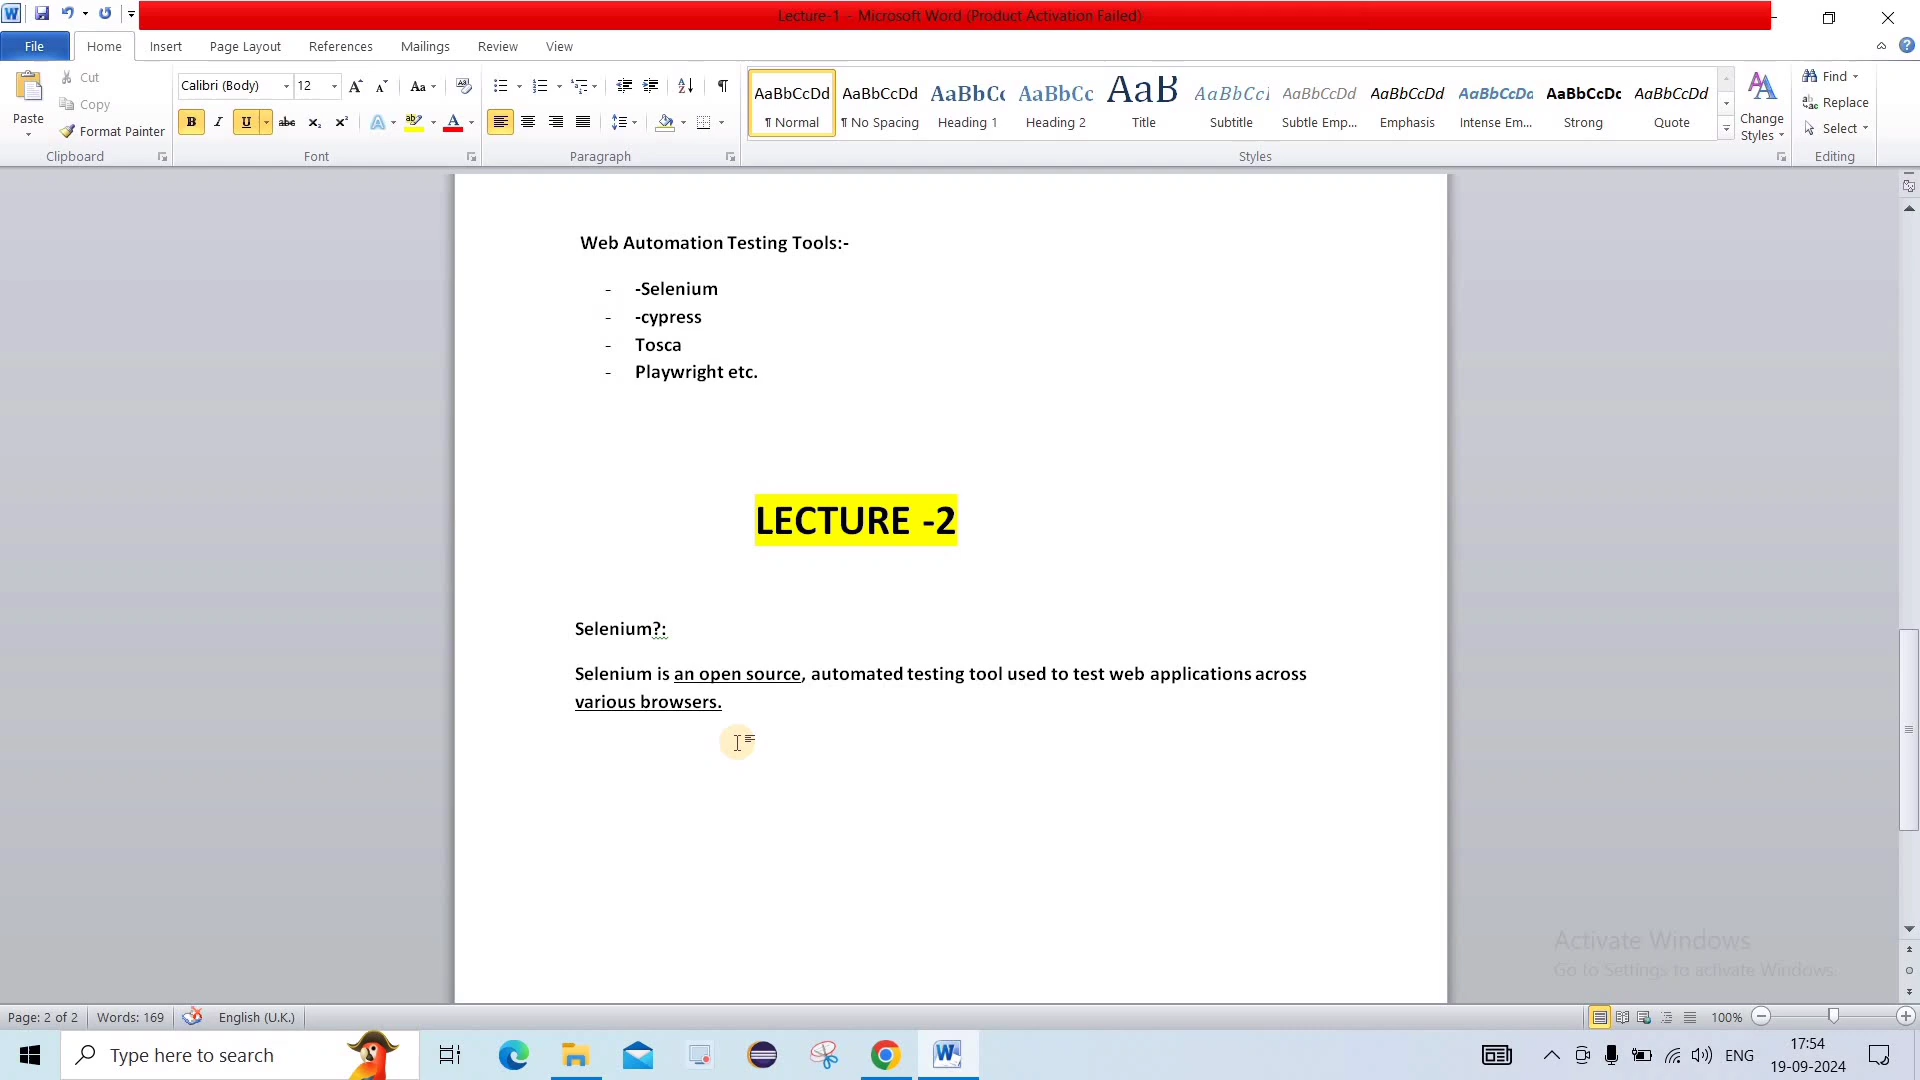 Lecture-1 - Microsoft Word (Product Activation Failed)
File Home Insert Page Layout References Mailings Review View
Paste
Cut
Copy
Format Painter
Clipboard
Calibri (Body) 12
Font
Paragraph
AaBbCcDd AaBbCcDd AaBbCc AaBbCc AaB AaBbCcl AaBbCcDd AaBbCcDd AaBbCcDd AaBbCcDc AaBbCcDd
¶ Normal ¶ No Spacing Heading 1 Heading 2 Title Subtitle Subtle Emp... Emphasis Intense Em... Strong Quote
Styles
Change
Styles
Find
Replace
Select
Editing
Web Automation Testing Tools:-
- -Selenium
- -cypress
- Tosca
- Playwright etc.
LECTURE -2
Selenium?:
Selenium is an open source, automated testing tool used to test web applications across
various browsers.
Activate Windows
Go to Settings to activate Windows.
Page: 2 of 2 Words: 169 English (U.K.) 100%
Type here to search
ENG
17:54
19-09-2024